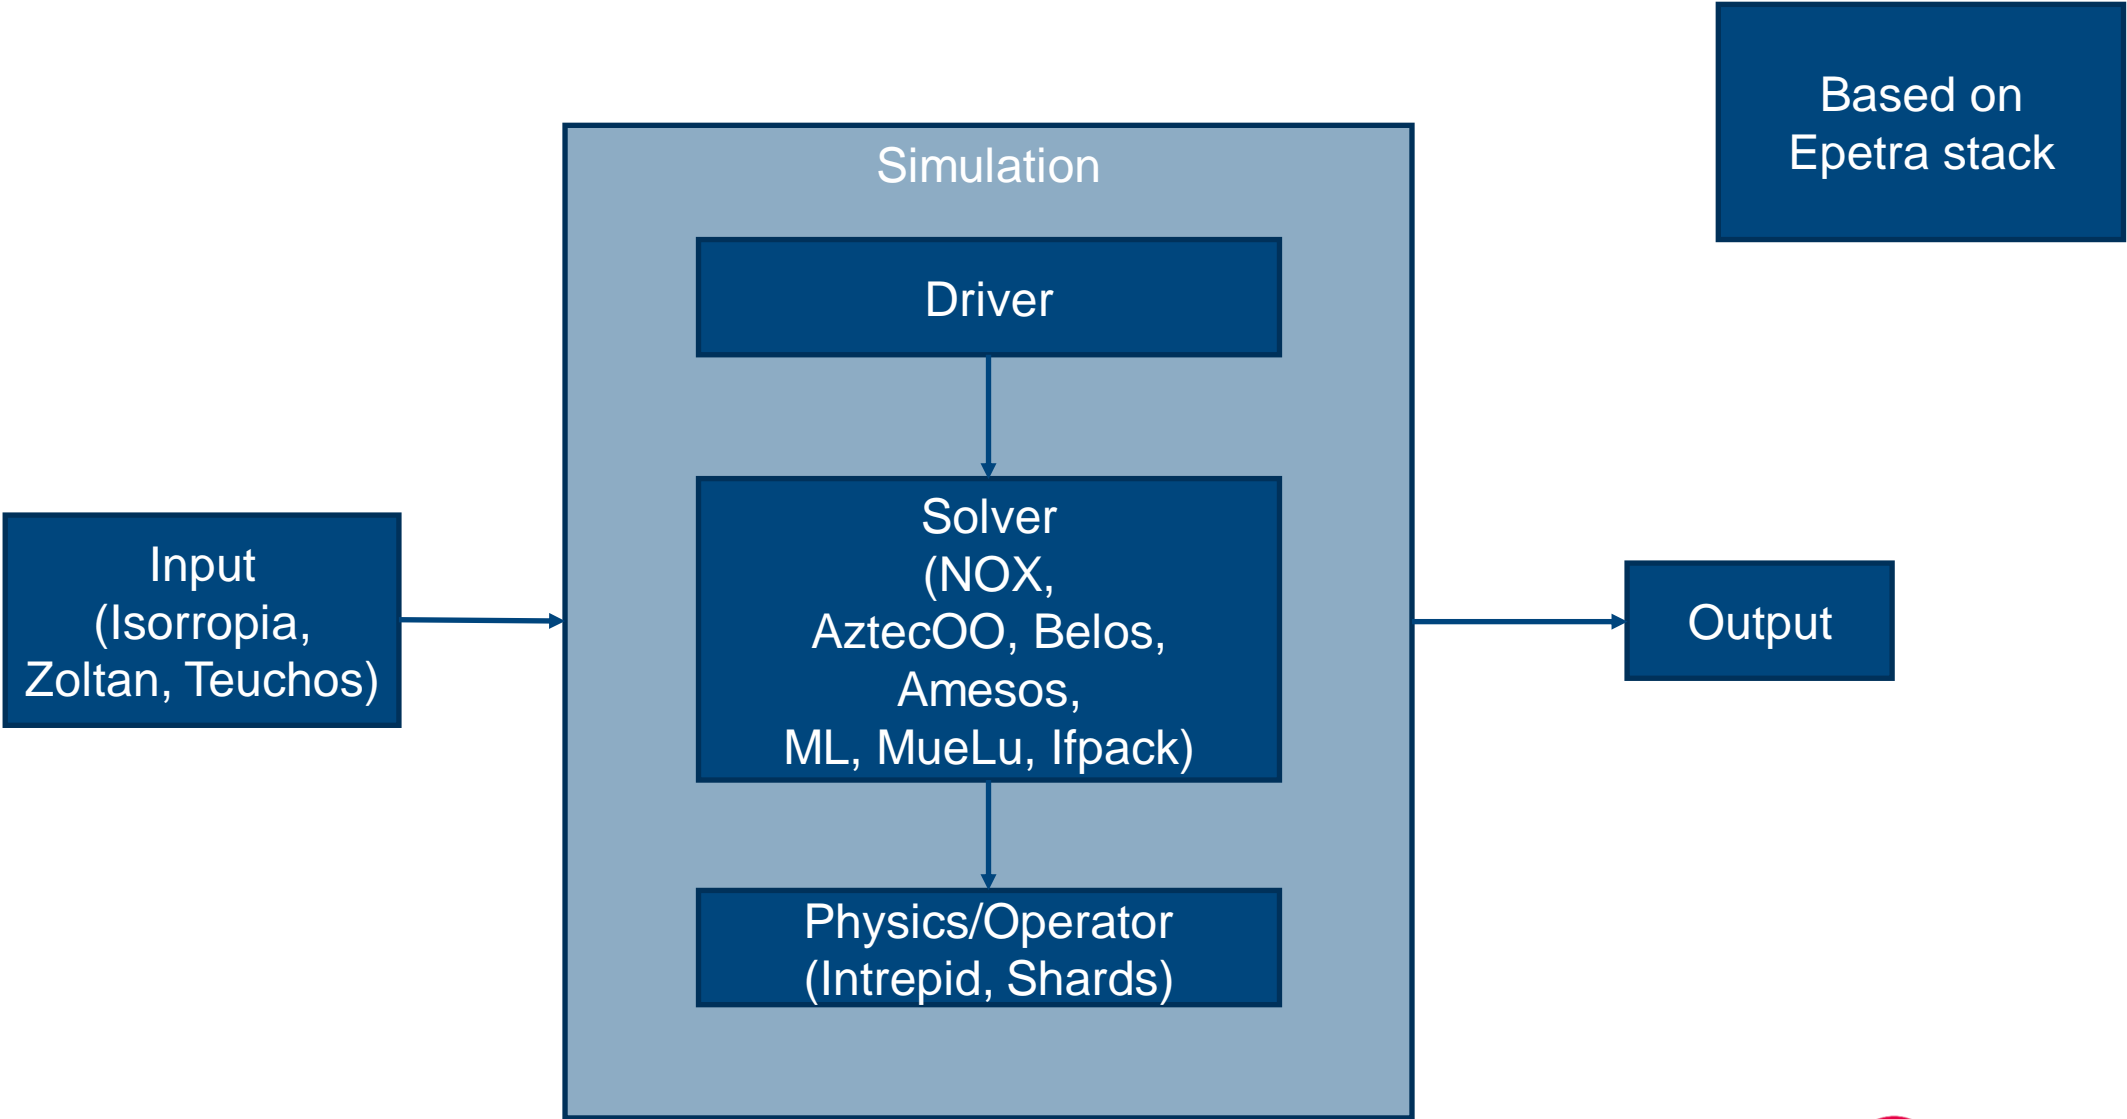 Based on
Epetra stack
Simulation
Driver
Input
(Isorropia,
Zoltan, Teuchos)
Solver
(NOX,
AztecOO, Belos,
Amesos,
ML, MueLu, Ifpack)
Output
Physics/Operator
(Intrepid, Shards)